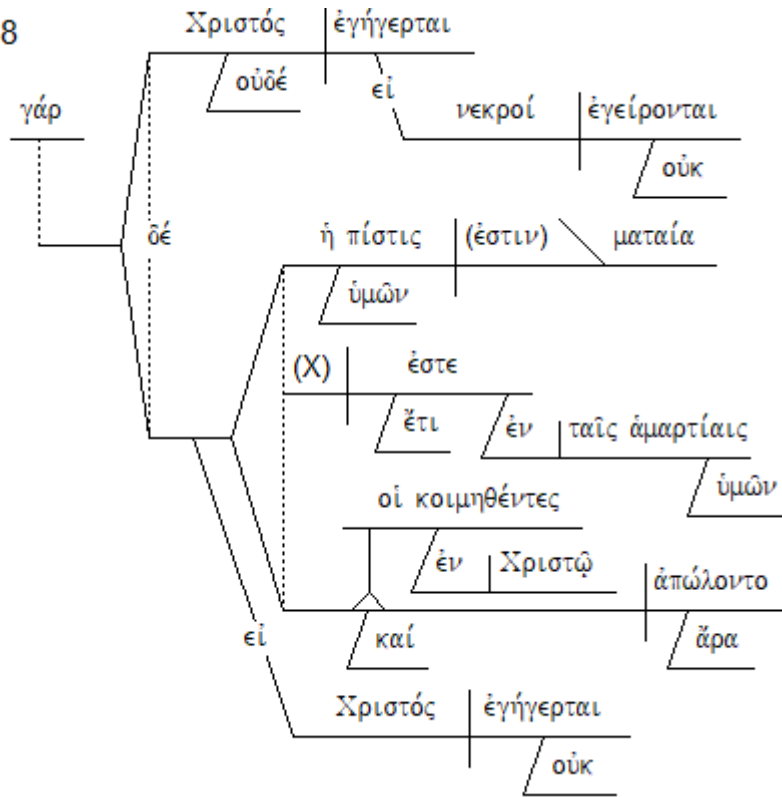 8
Χριστός ἐγήγερται
οὐδέ
εἰ
γάρ
νεκροί ἐγείρονται
οὐκ
δέ
ἡ πίστις (ἐστιν) ματαία
ὑμῶν
(X) ἐστε
ἔτι ἐν ταῖς ἁμαρτίαις
ὑμῶν
οἱ κοιμηθέντες
ἐν Χριστῷ
ἀπώλοντο
εἰ
καί ἄρα
Χριστός ἐγήγερται
οὐκ